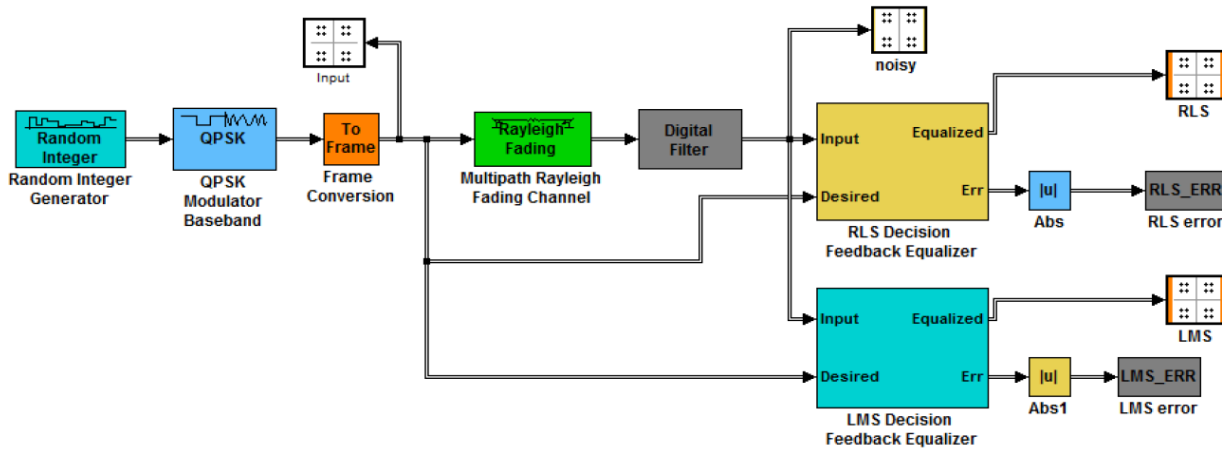 Input
noisy
RLS
Random
Integer
Random Integer
Generator
QPSK
QPSK
Modulator
Baseband
To
Frame
Frame
Conversion
Rayleigh
Fading
Multipath Rayleigh
Fading Channel
Digital
Filter
Input
Equalized
Desired
Err
RLS Decision
Feedback Equalizer
|u|
Abs
RLS_ERR
RLS error
Input
Equalized
Desired
Err
LMS Decision
Feedback Equalizer
LMS
|u|
Abs1
LMS_ERR
LMS error